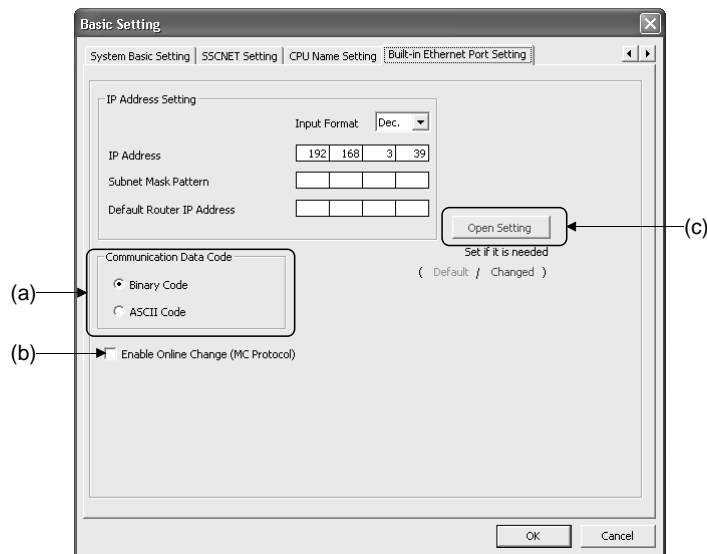 Basic Setting
System Basic Setting SSCNET Setting CPU Name Setting Built-in Ethernet Port Setting
IP Address Setting
Input Format Dec.
IP Address 192 168 3 39
Subnet Mask Pattern
Default Router IP Address
Open Setting (c)
Set if it is needed
( Default / Changed )
Communication Data Code
(a) Binary Code
ASCII Code
(b) Enable Online Change (MC Protocol)
OK Cancel